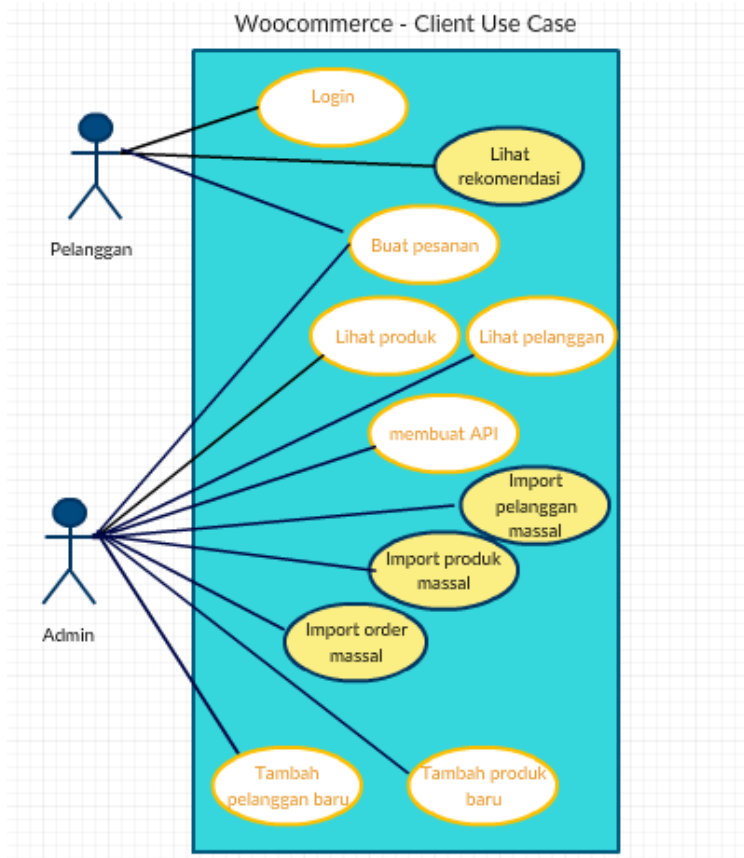 Woocommerce - Client Use Case
Login
Lihat
rekomendasi
Pelanggan
Buat pesanan
Lihat produk
Lihat pelanggan
membuat API
Import
pelanggan
massal
Import produk
massal
Admin
Import order
massal
Tambah
pelanggan baru
Tambah produk
baru